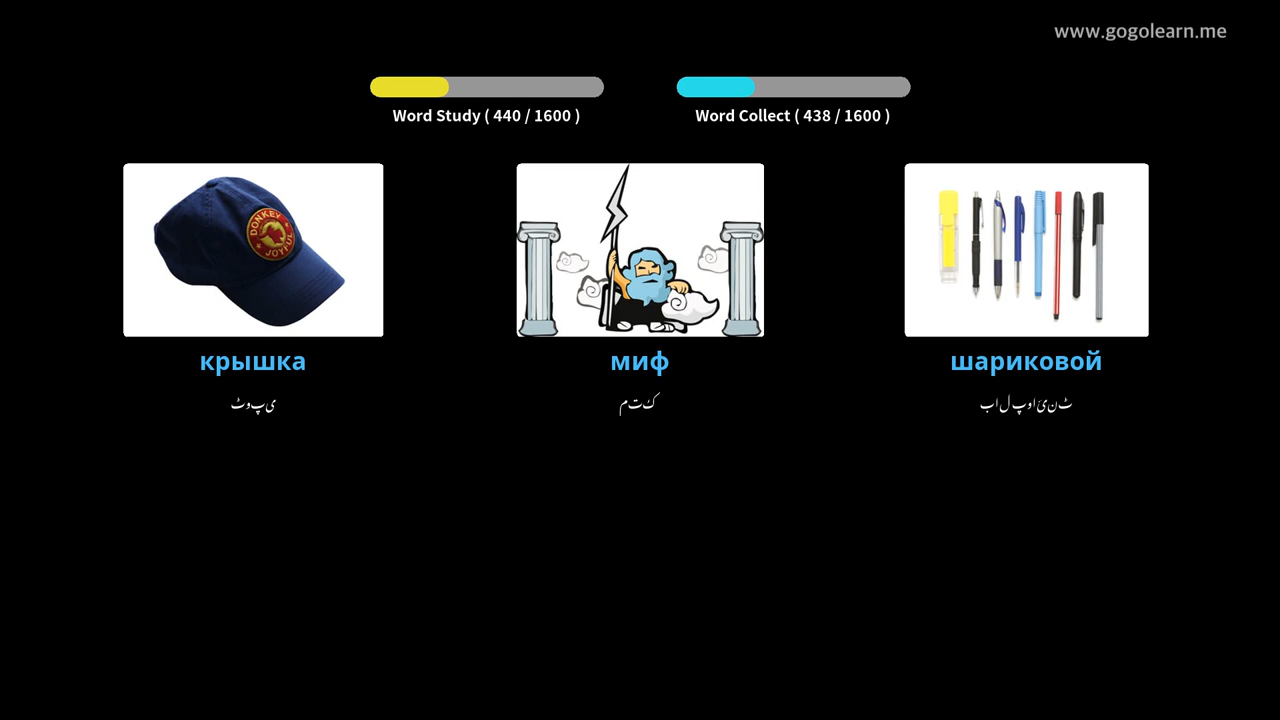 www.gogolearn.me
Word Study ( 440 / 1600 )
Word Collect ( 438 / 1600 )
DONKEY
JOYFUL
крышка
миф
шариковой
ٹوپی
متک
بال پوائنٹ